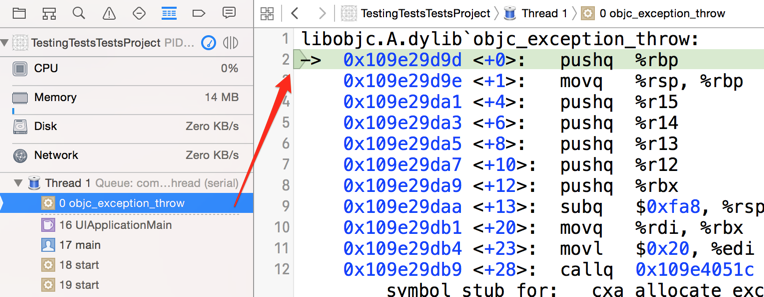 TestingTestsTestsProject 〉 Thread 1 〉 0 objc_exception_throw
TestingTestsTestsProject PID...
CPU 0%
Memory 14 MB
Disk Zero KB/s
Network Zero KB/s
Thread 1 Queue: com...hread (serial)
0 objc_exception_throw
16 UIApplicationMain
17 main
18 start
19 start
1 libobjc.A.dylib`objc_exception_throw:
2 -> 0x109e29d9d <+0>: pushq %rbp
3 0x109e29d9e <+1>: movq %rsp, %rbp
4 0x109e29da1 <+4>: pushq %r15
5 0x109e29da3 <+6>: pushq %r14
6 0x109e29da5 <+8>: pushq %r13
7 0x109e29da7 <+10>: pushq %r12
8 0x109e29da9 <+12>: pushq %rbx
9 0x109e29daa <+13>: subq $0xfa8, %rsp
10 0x109e29db1 <+20>: movq %rdi, %rbx
11 0x109e29db4 <+23>: movl $0x20, %edi
12 0x109e29db9 <+28>: callq 0x109e4051c
symbol stub for: __cxa_allocate_exc